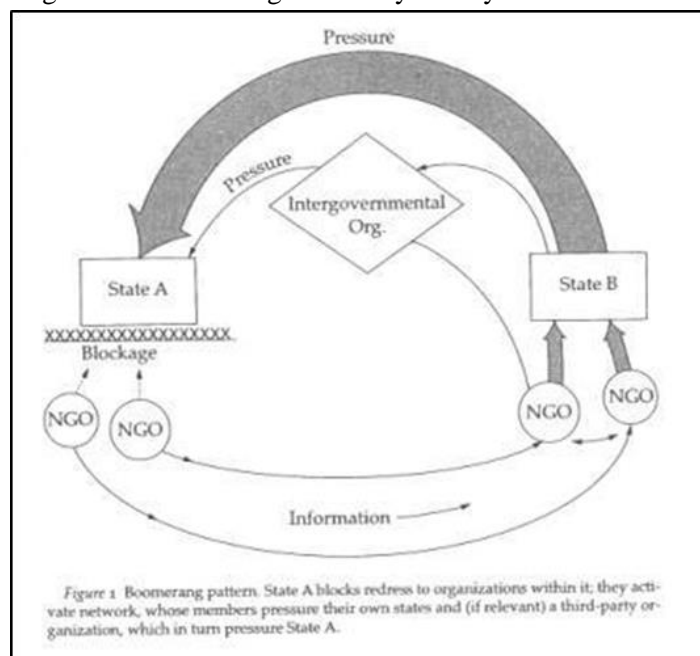 Pressure
Pressure
Intergovernmental
Org.
State A
State B
XXXXXXXXXXXXXXXXXX
Blockage
NGO
NGO
NGO
NGO
Information
Figure 1 Boomerang pattern. State A blocks redress to organizations within it; they acti-
vate network, whose members pressure their own states and (if relevant) a third-party or-
ganization, which in turn pressure State A.